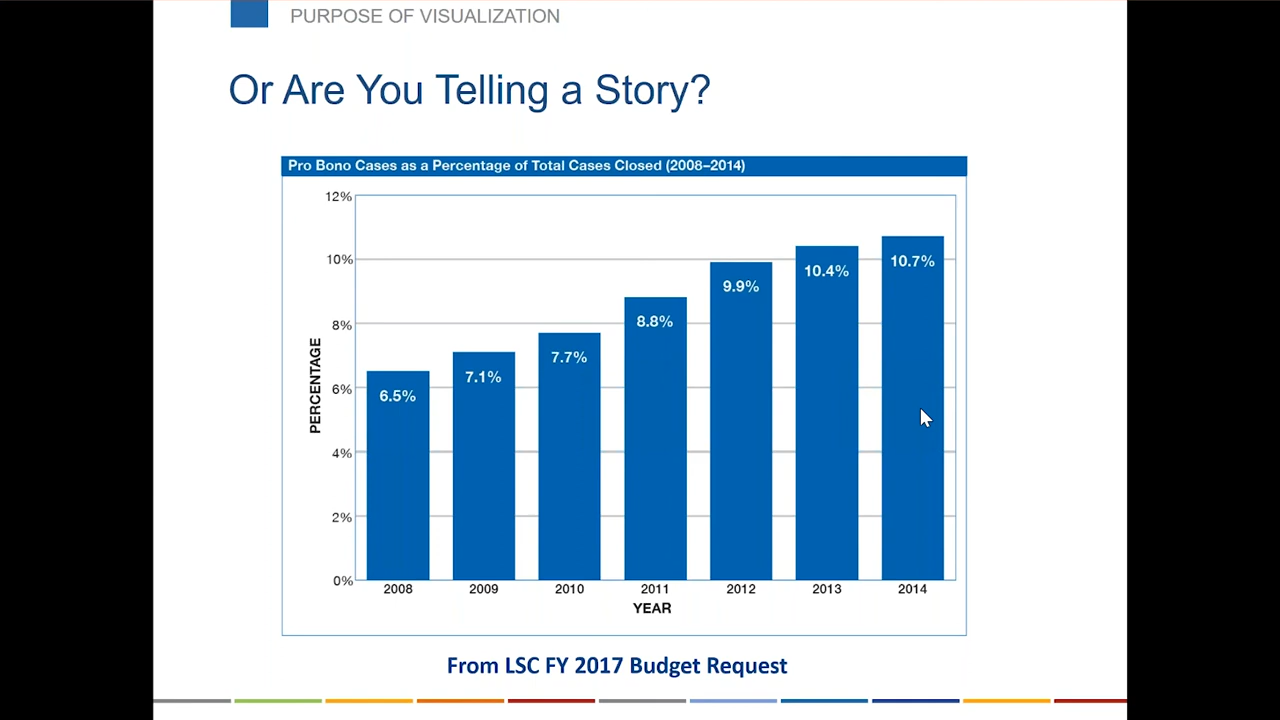 PURPOSE OF VISUALIZATION
Or Are You Telling a Story?
Pro Bono Cases as a Percentage of Total Cases Closed (2008–2014)
12%
10%
8%
6%
4%
2%
0%
PERCENTAGE
6.5%
7.1%
7.7%
8.8%
9.9%
10.4%
10.7%
2008 2009 2010 2011 2012 2013 2014
YEAR
From LSC FY 2017 Budget Request